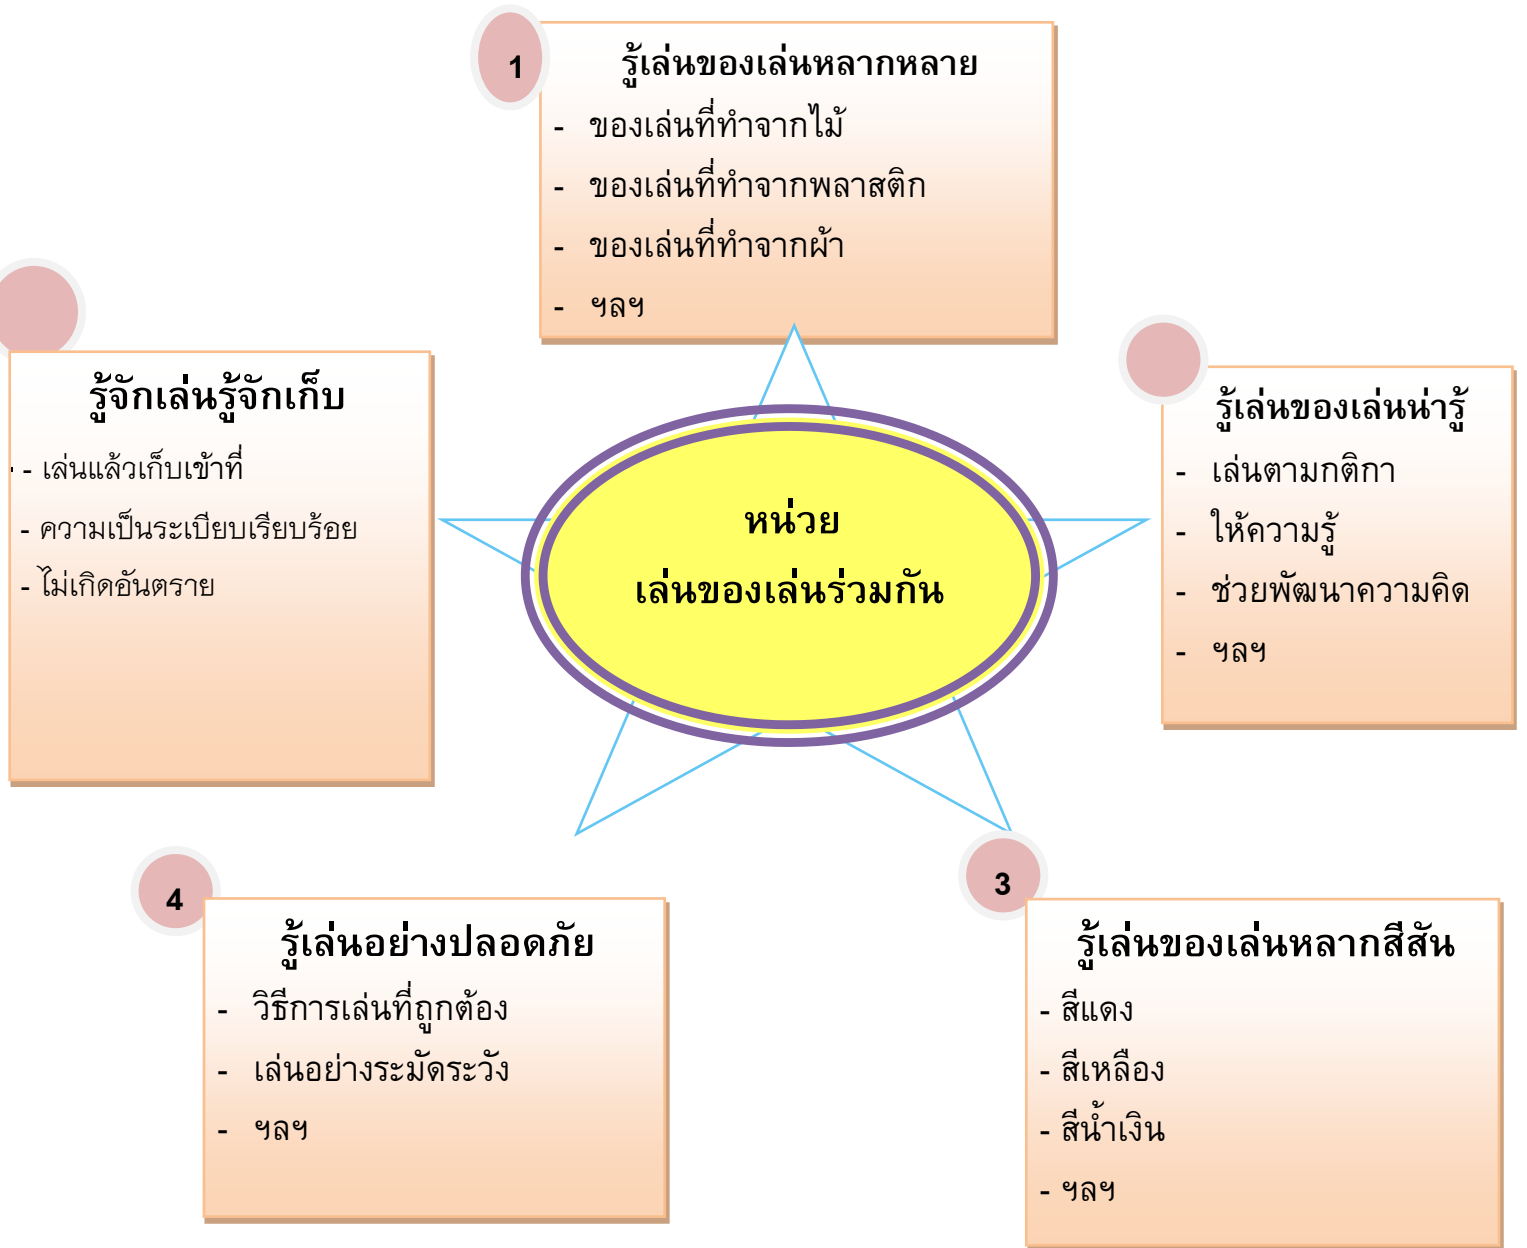 1
รู้เล่นของเล่นหลากหลาย
- ของเล่นที่ทำจากไม้
- ของเล่นที่ทำจากพลาสติก
- ของเล่นที่ทำจากผ้า
- ฯลฯ
รู้จักเล่นรู้จักเก็บ
- - เล่นแล้วเก็บเข้าที่
- ความเป็นระเบียบเรียบร้อย
- ไม่เกิดอันตราย
หน่วย
เล่นของเล่นร่วมกัน
รู้เล่นของเล่นน่ารู้
- เล่นตามกติกา
- ให้ความรู้
- ช่วยพัฒนาความคิด
- ฯลฯ
4
รู้เล่นอย่างปลอดภัย
- วิธีการเล่นที่ถูกต้อง
- เล่นอย่างระมัดระวัง
- ฯลฯ
3
รู้เล่นของเล่นหลากสีสัน
- สีแดง
- สีเหลือง
- สีน้ำเงิน
- ฯลฯ